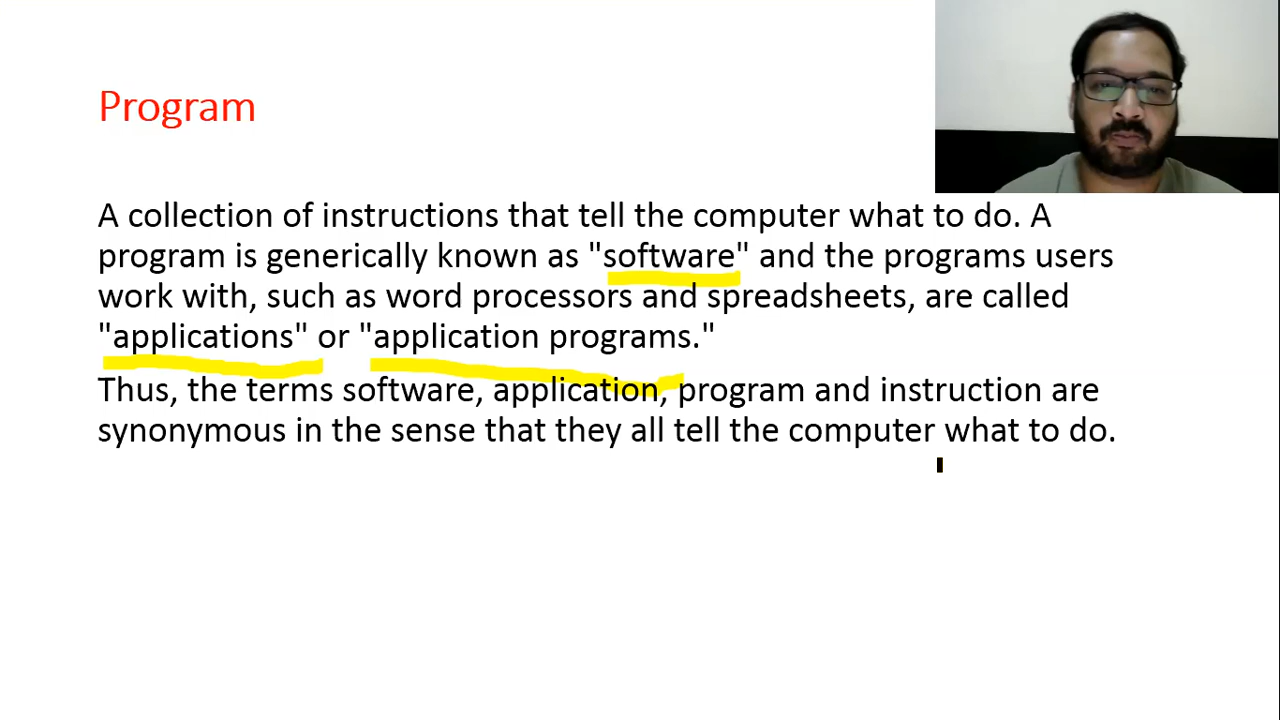 Program
A collection of instructions that tell the computer what to do. A
program is generically known as "software" and the programs users
work with, such as word processors and spreadsheets, are called
"applications" or "application programs."
Thus, the terms software, application, program and instruction are
synonymous in the sense that they all tell the computer what to do.